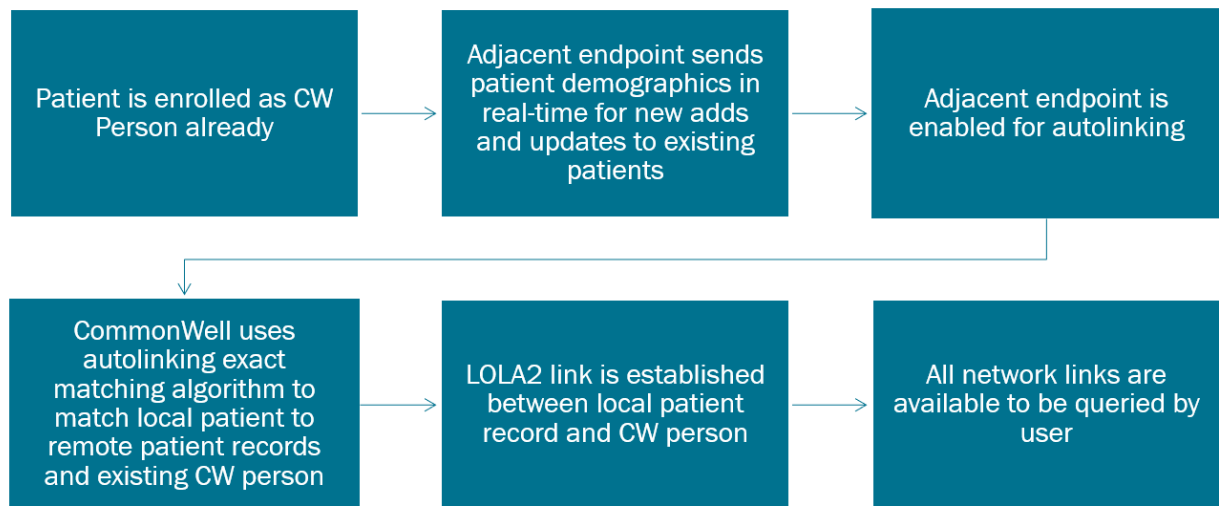 Patient is enrolled as CW
Person already
Adjacent endpoint sends
patient demographics in
real-time for new adds
and updates to existing
patients
Adjacent endpoint is
enabled for autolinking
CommonWell uses
autolinking exact
matching algorithm to
match local patient to
remote patient records
and existing CW person
LOLA2 link is established
between local patient
record and CW person
All network links are
available to be queried by
user